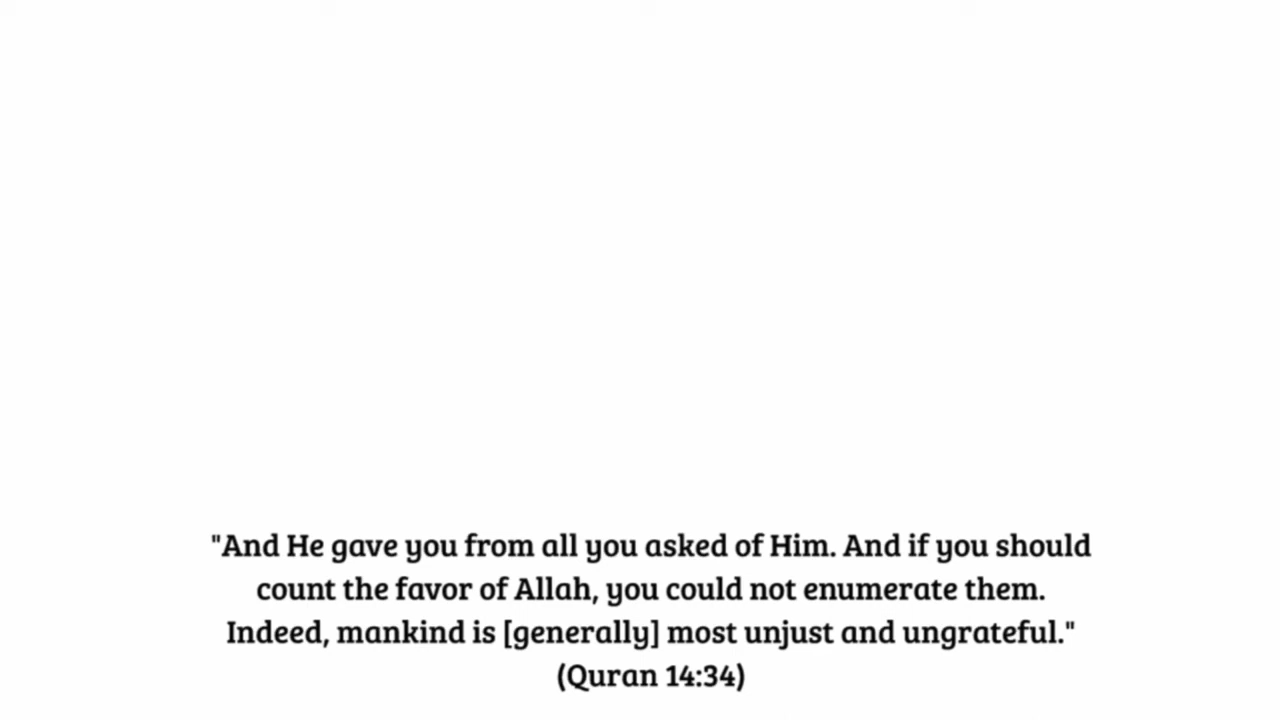 "And He gave you from all you asked of Him. And if you should
count the favor of Allah, you could not enumerate them.
Indeed, mankind is [generally] most unjust and ungrateful."
(Quran 14:34)